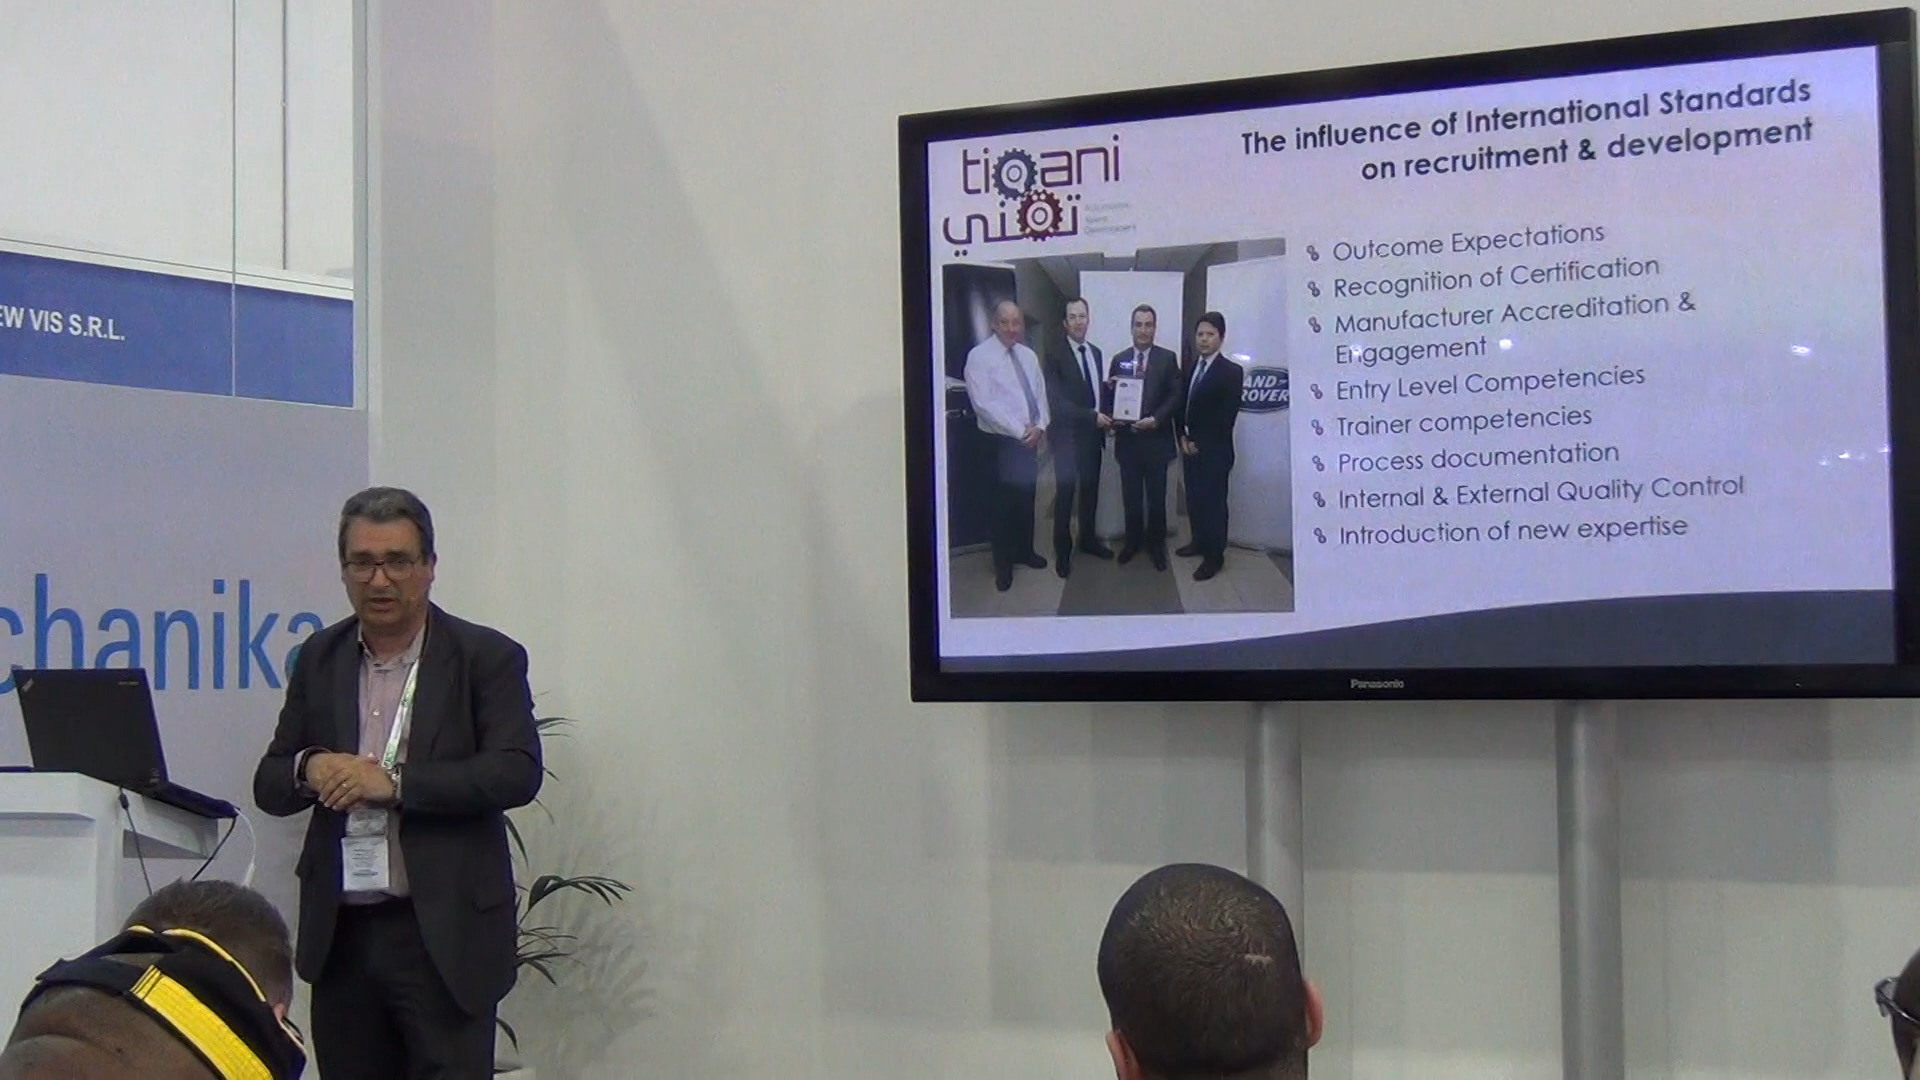 EW VIS S.R.L.
chanika
tiqani
تقني
The influence of International Standards
on recruitment & development
Outcome Expectations
Recognition of Certification
Manufacturer Accreditation &
Engagement
Entry Level Competencies
Trainer competencies
Process documentation
Internal & External Quality Control
Introduction of new expertise
AND-
ROVER
Panasonic